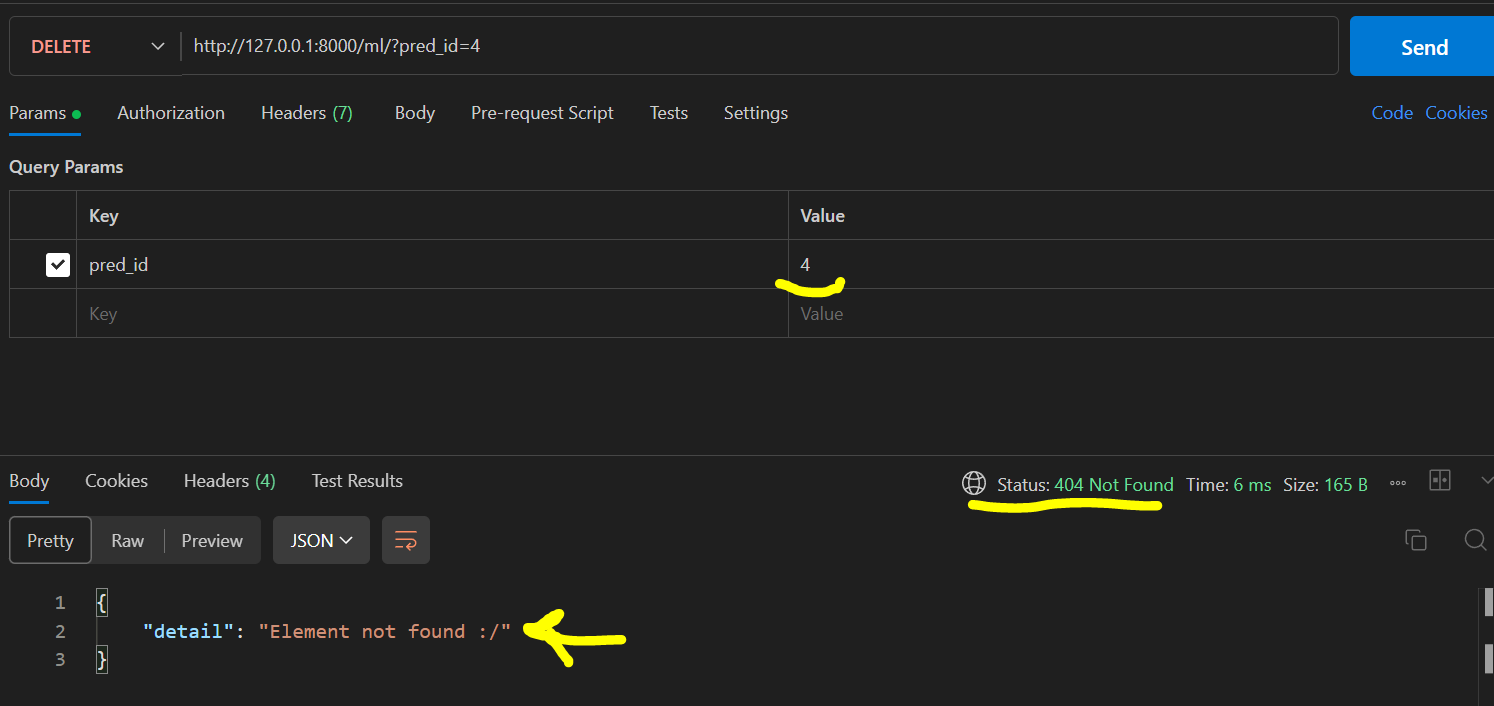 DELETE http://127.0.0.1:8000/ml/?pred_id=4 Send
Params Authorization Headers (7) Body Pre-request Script Tests Settings Code Cookies
Query Params
Key Value
pred_id 4
Key Value
Body Cookies Headers (4) Test Results Status: 404 Not Found Time: 6 ms Size: 165 B
Pretty Raw Preview JSON
1 {
2 "detail": "Element not found :/"
3 }